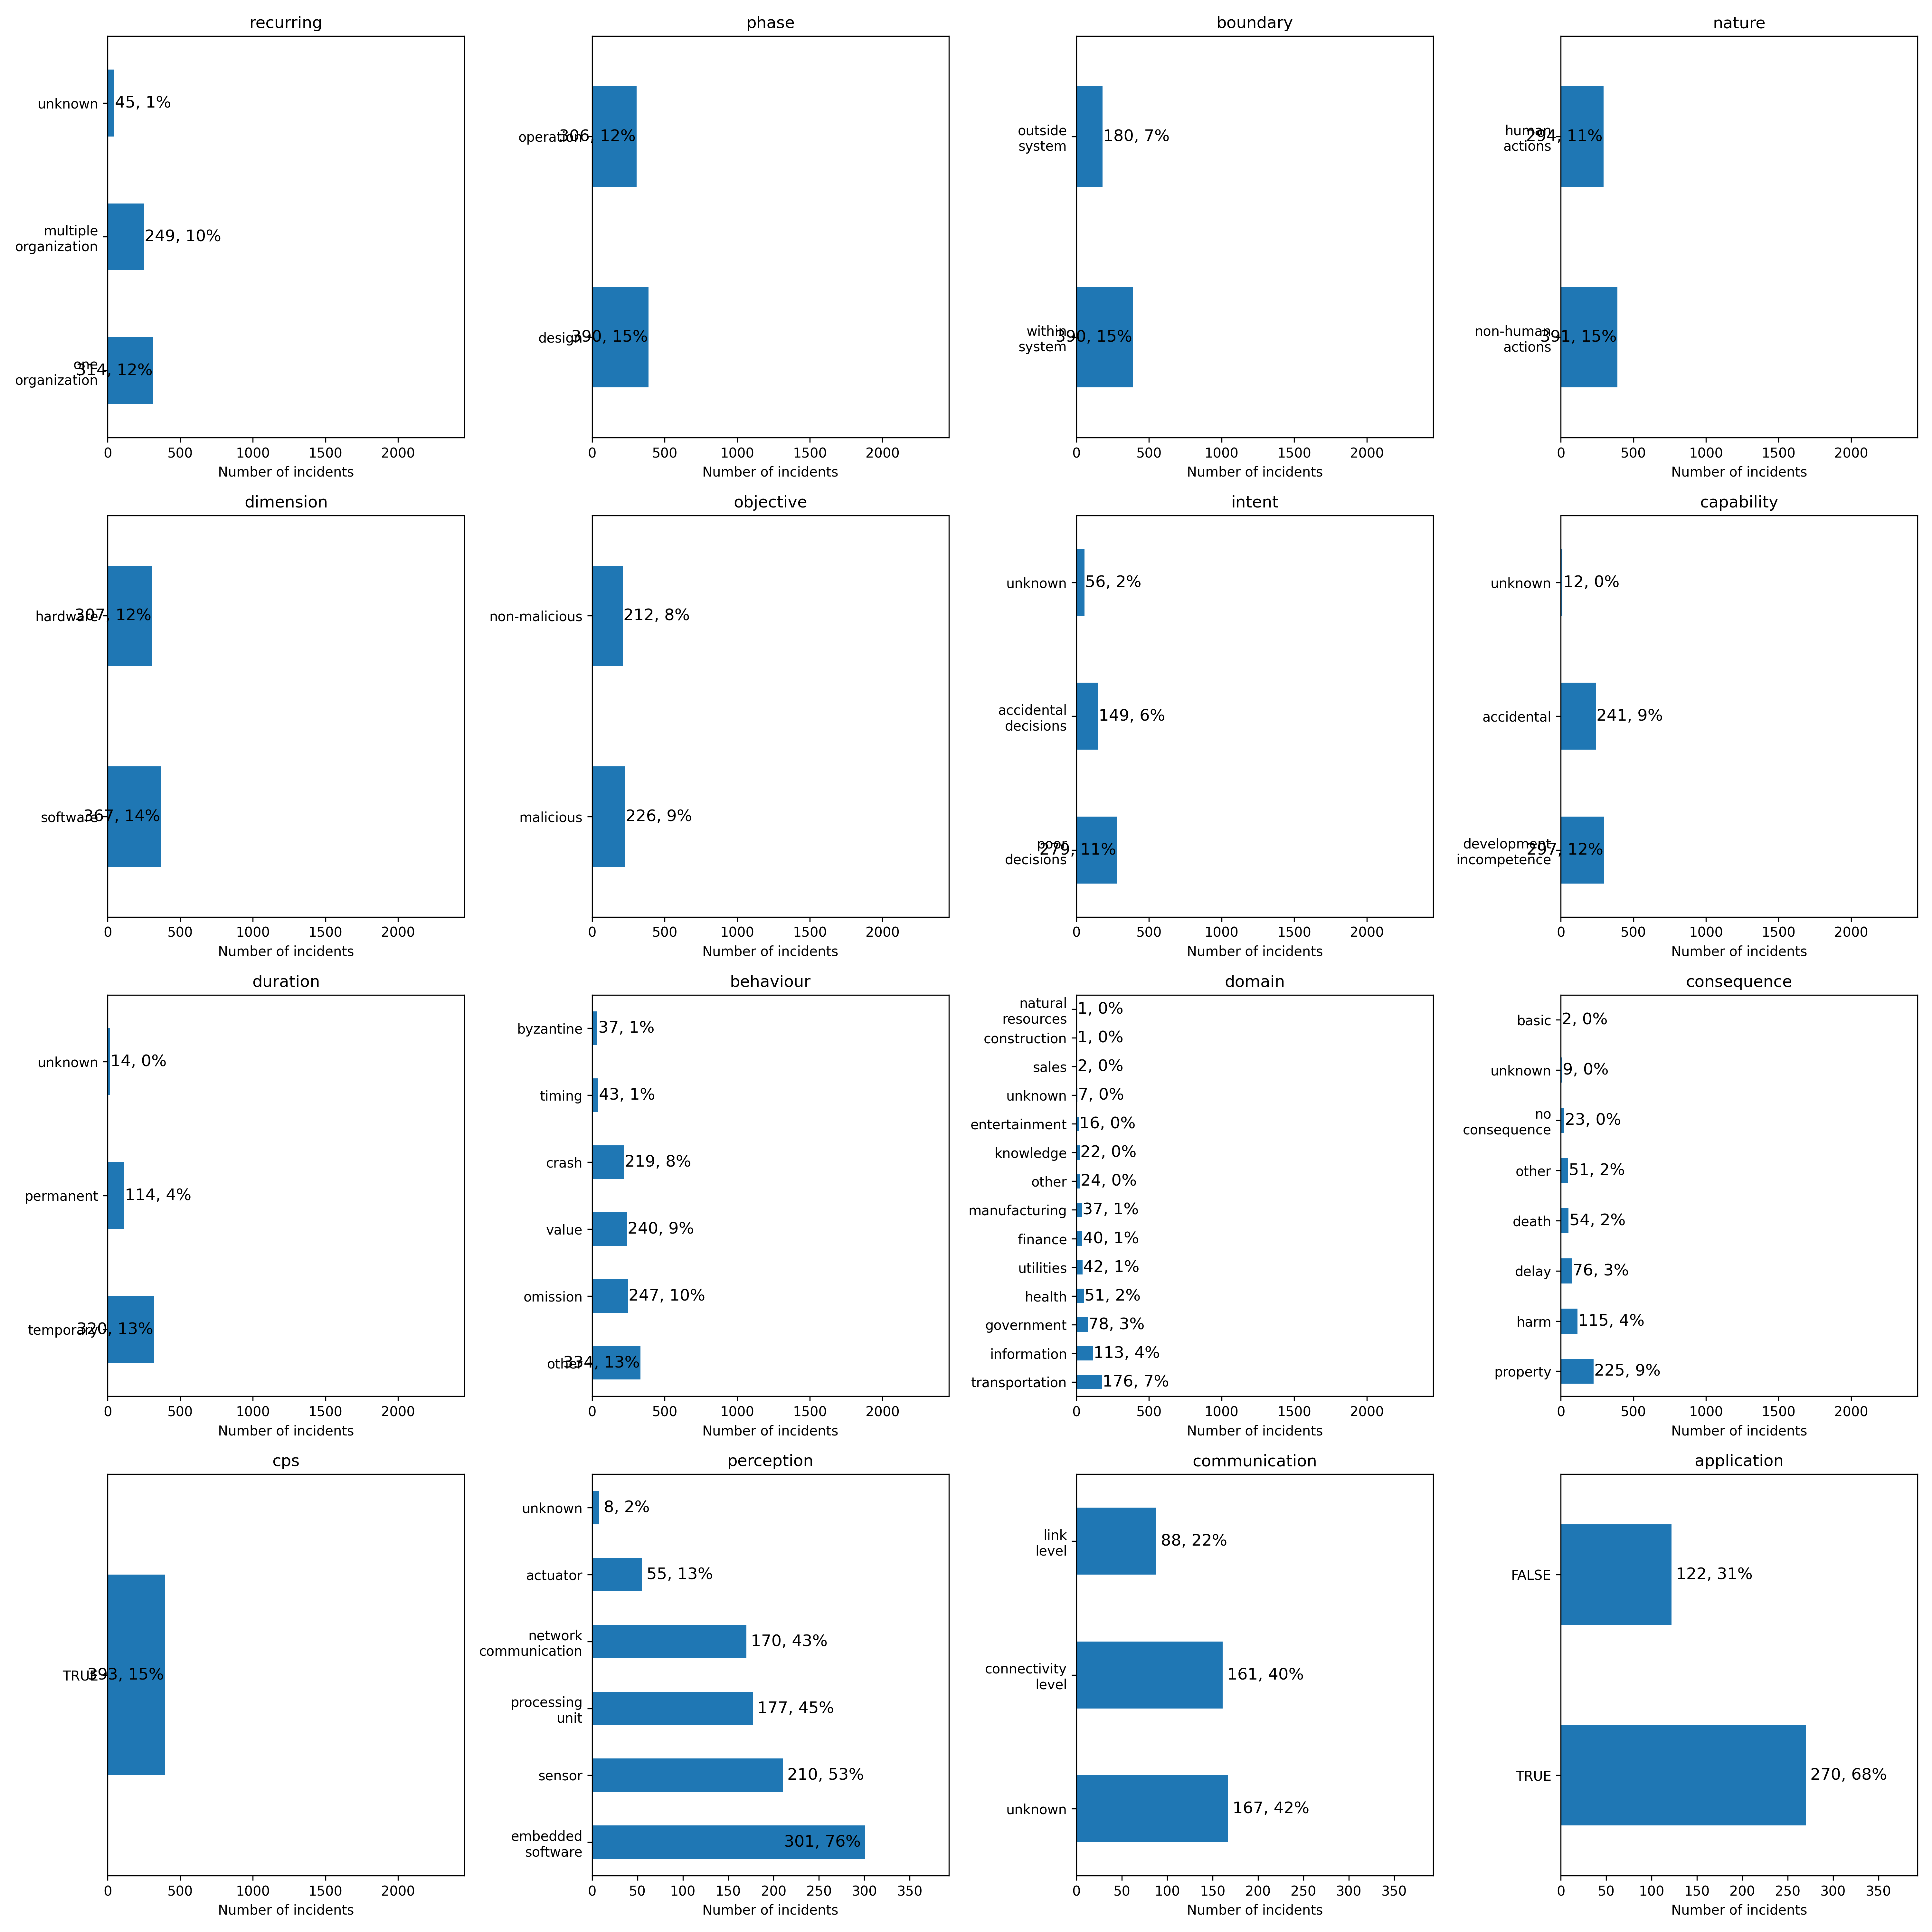 recurring
unknown
45, 1%
multiple
organization
249, 10%
one
organization
314, 12%
0 500 1000 1500 2000
Number of incidents
phase
operation
306, 12%
design
390, 15%
0 500 1000 1500 2000
Number of incidents
boundary
outside
system
180, 7%
within
system
390, 15%
0 500 1000 1500 2000
Number of incidents
nature
human
actions
294, 11%
non-human
actions
391, 15%
0 500 1000 1500 2000
Number of incidents
dimension
hardware
307, 12%
software
367, 14%
0 500 1000 1500 2000
Number of incidents
objective
non-malicious
212, 8%
malicious
226, 9%
0 500 1000 1500 2000
Number of incidents
intent
unknown
56, 2%
accidental
decisions
149, 6%
poor
decisions
279, 11%
0 500 1000 1500 2000
Number of incidents
capability
unknown
12, 0%
accidental
241, 9%
development
incompetence
297, 12%
0 500 1000 1500 2000
Number of incidents
duration
unknown
14, 0%
permanent
114, 4%
temporary
320, 13%
0 500 1000 1500 2000
Number of incidents
behaviour
byzantine
37, 1%
timing
43, 1%
crash
219, 8%
value
240, 9%
omission
247, 10%
other
334, 13%
0 500 1000 1500 2000
Number of incidents
domain
natural
resources
1, 0%
construction
1, 0%
sales
2, 0%
unknown
7, 0%
entertainment
16, 0%
knowledge
22, 0%
other
24, 0%
manufacturing
37, 1%
finance
40, 1%
utilities
42, 1%
health
51, 2%
government
78, 3%
information
113, 4%
transportation
176, 7%
0 500 1000 1500 2000
Number of incidents
consequence
basic
2, 0%
unknown
9, 0%
no
consequence
23, 0%
other
51, 2%
death
54, 2%
delay
76, 3%
harm
115, 4%
property
225, 9%
0 500 1000 1500 2000
Number of incidents
cps
TRUE
393, 15%
0 500 1000 1500 2000
Number of incidents
perception
unknown
8, 2%
actuator
55, 13%
network
communication
170, 43%
processing
unit
177, 45%
sensor
210, 53%
embedded
software
301, 76%
0 50 100 150 200 250 300 350
Number of incidents
communication
link
level
88, 22%
connectivity
level
161, 40%
unknown
167, 42%
0 50 100 150 200 250 300 350
Number of incidents
application
FALSE
122, 31%
TRUE
270, 68%
0 50 100 150 200 250 300 350
Number of incidents